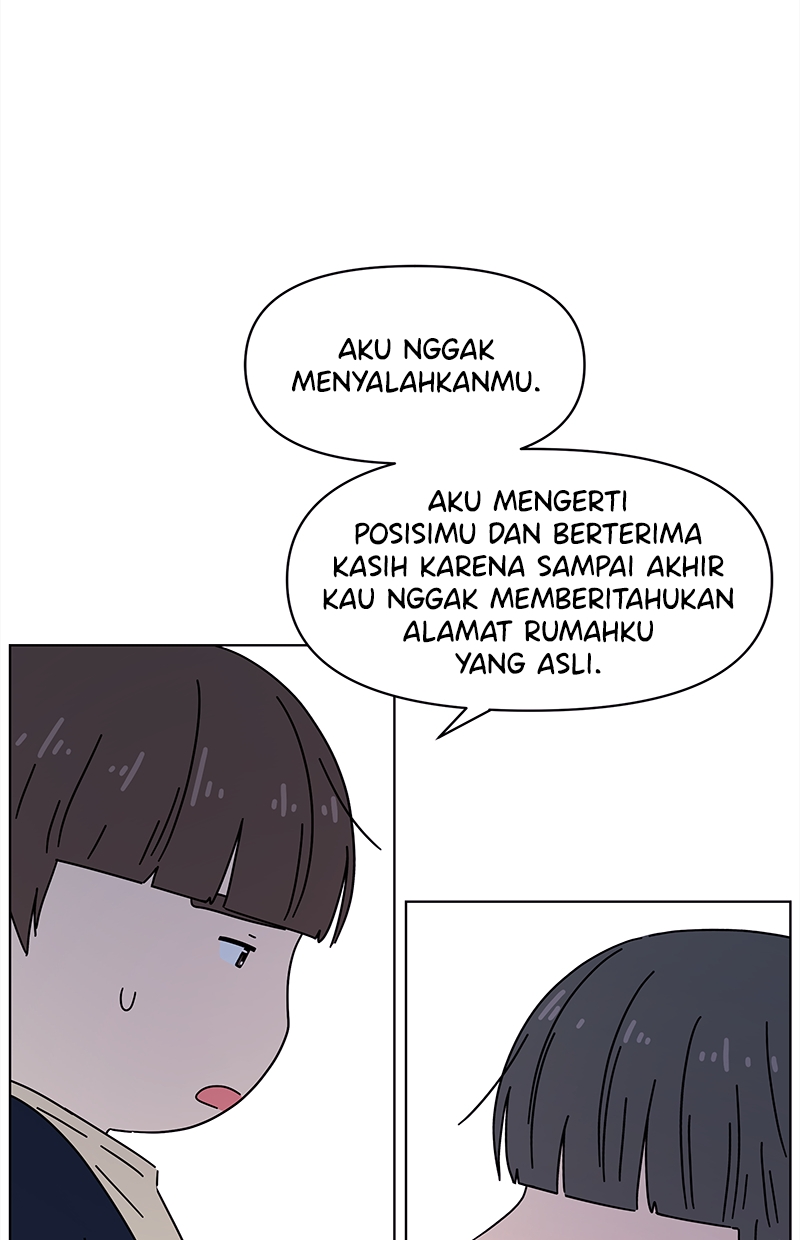 AKU NGGAK
MENYALAHKANMU.
AKU MENGERTI
POSISIMU DAN BERTERIMA
KASIH KARENA SAMPAI AKHIR
KAU NGGAK MEMBERITAHUKAN
ALAMAT RUMAHKU
YANG ASLI.